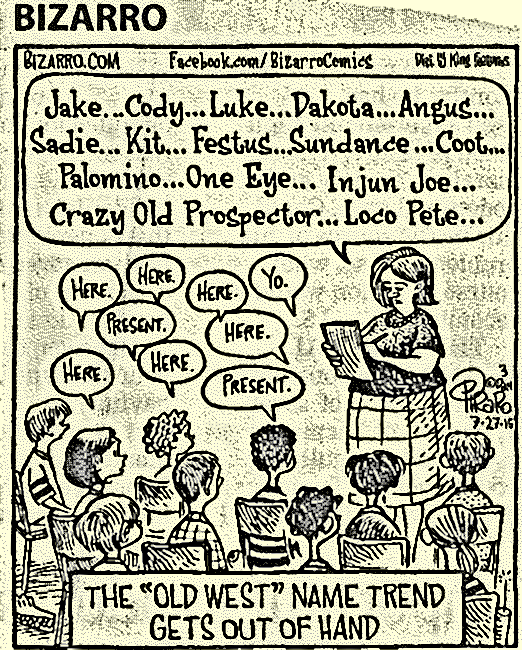 BIZARRO
BIZARRO.COM Facebook.com/BizarroComics Dist. by King Features
Jake...Cody...Luke...Dakota...Angus...
Sadie...Kit...Festus...Sundance...Coot...
Palomino...One Eye...Injun Joe...
Crazy Old Prospector...Loco Pete...
HERE.
HERE.
HERE.
YO.
PRESENT.
HERE.
HERE.
HERE.
PRESENT.
3
PIRARO
7-27-15
THE "OLD WEST" NAME TREND
GETS OUT OF HAND